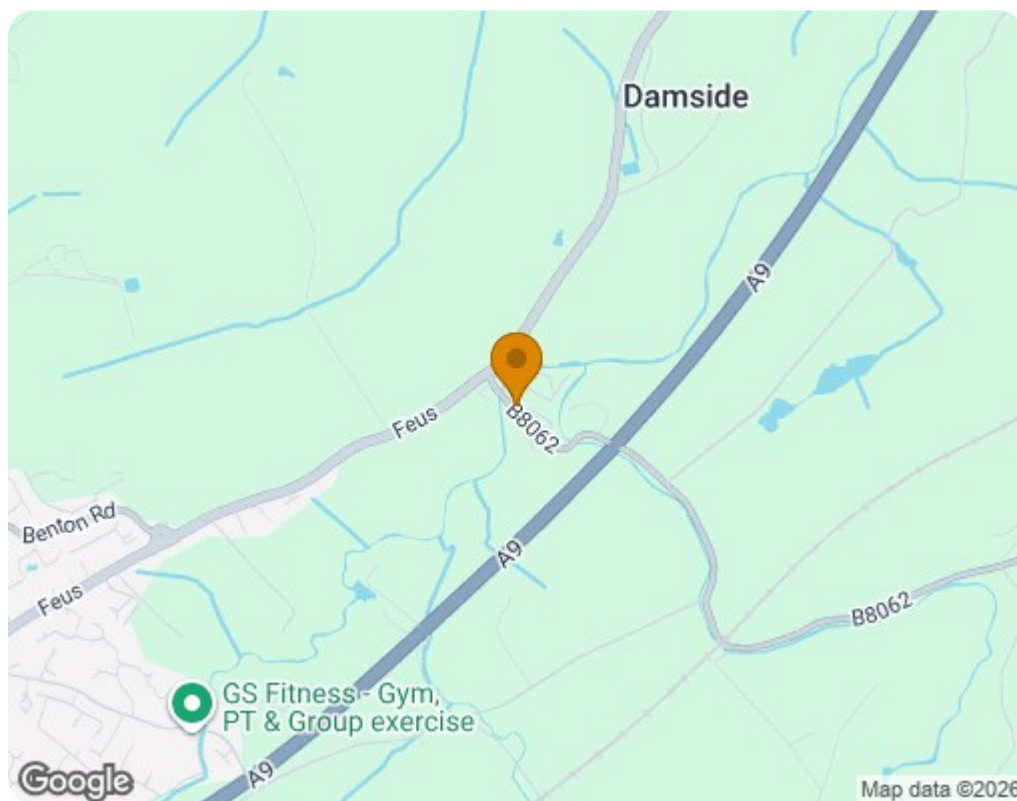 Damside
A9
Feus
B8062
Benton Rd
A9
Feus
B8062
GS Fitness - Gym,
PT & Group exercise
A9
Google
Map data ©2026